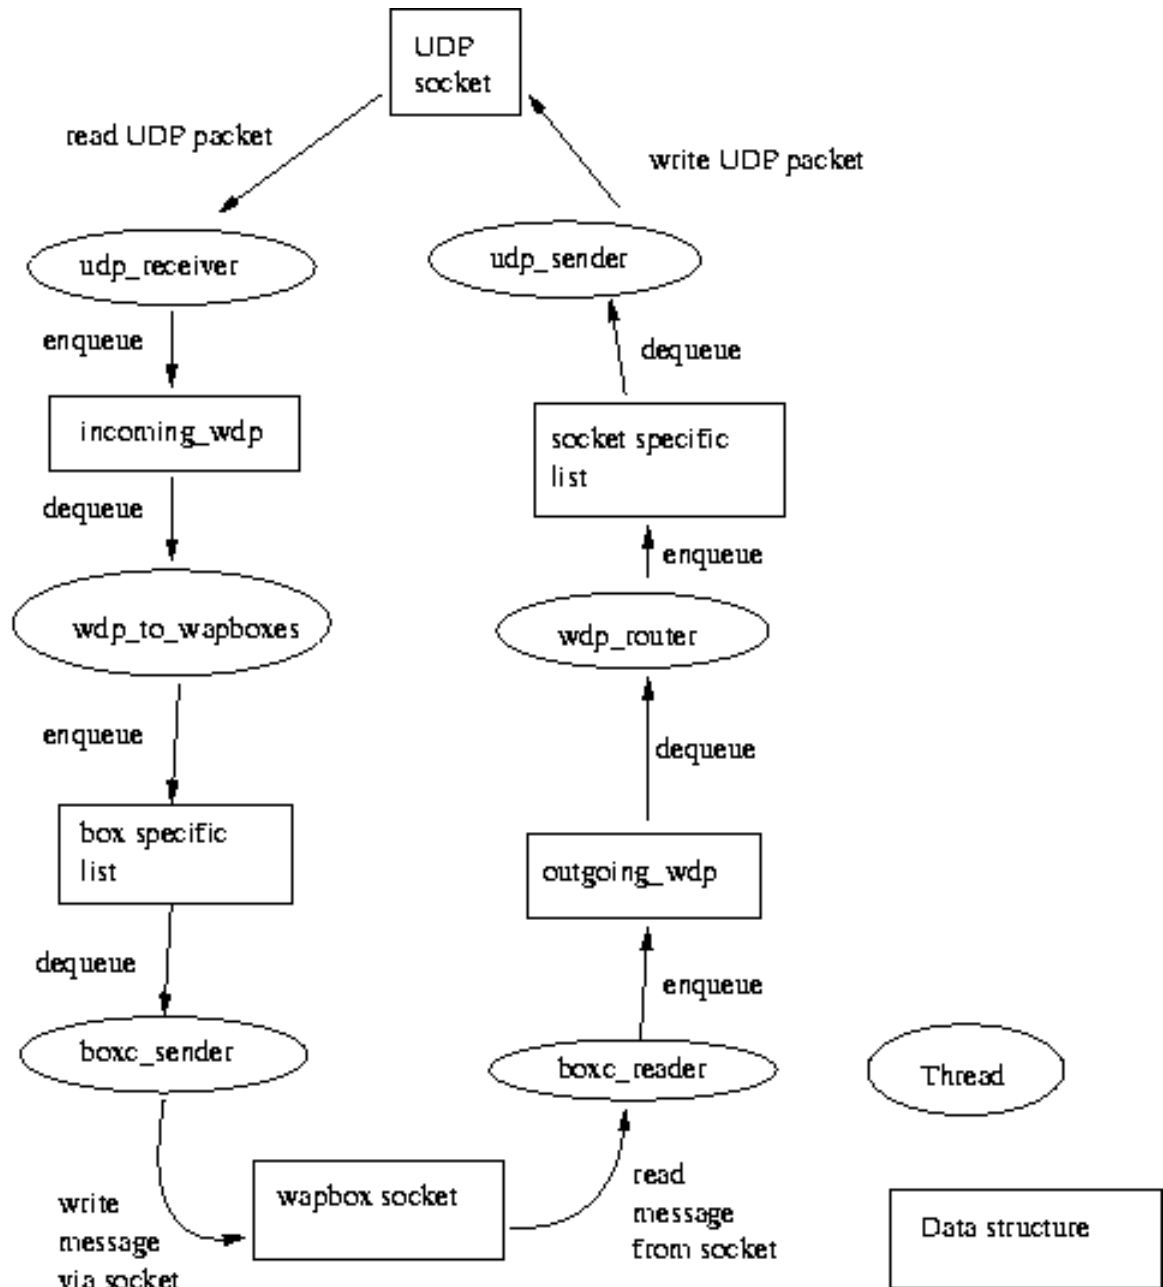 UDP
socket
read UDP packet
write UDP packet
udp_receiver
udp_sender
enqueue
dequeue
incoming_wdp
socket specific
list
dequeue
enqueue
wdp_to_wapboxes
wdp_router
enqueue
dequeue
box specific
list
outgoing_wdp
dequeue
enqueue
boxc_sender
boxc_reader
Thread
wapbox socket
write
message
via socket
read
message
from socket
Data structure